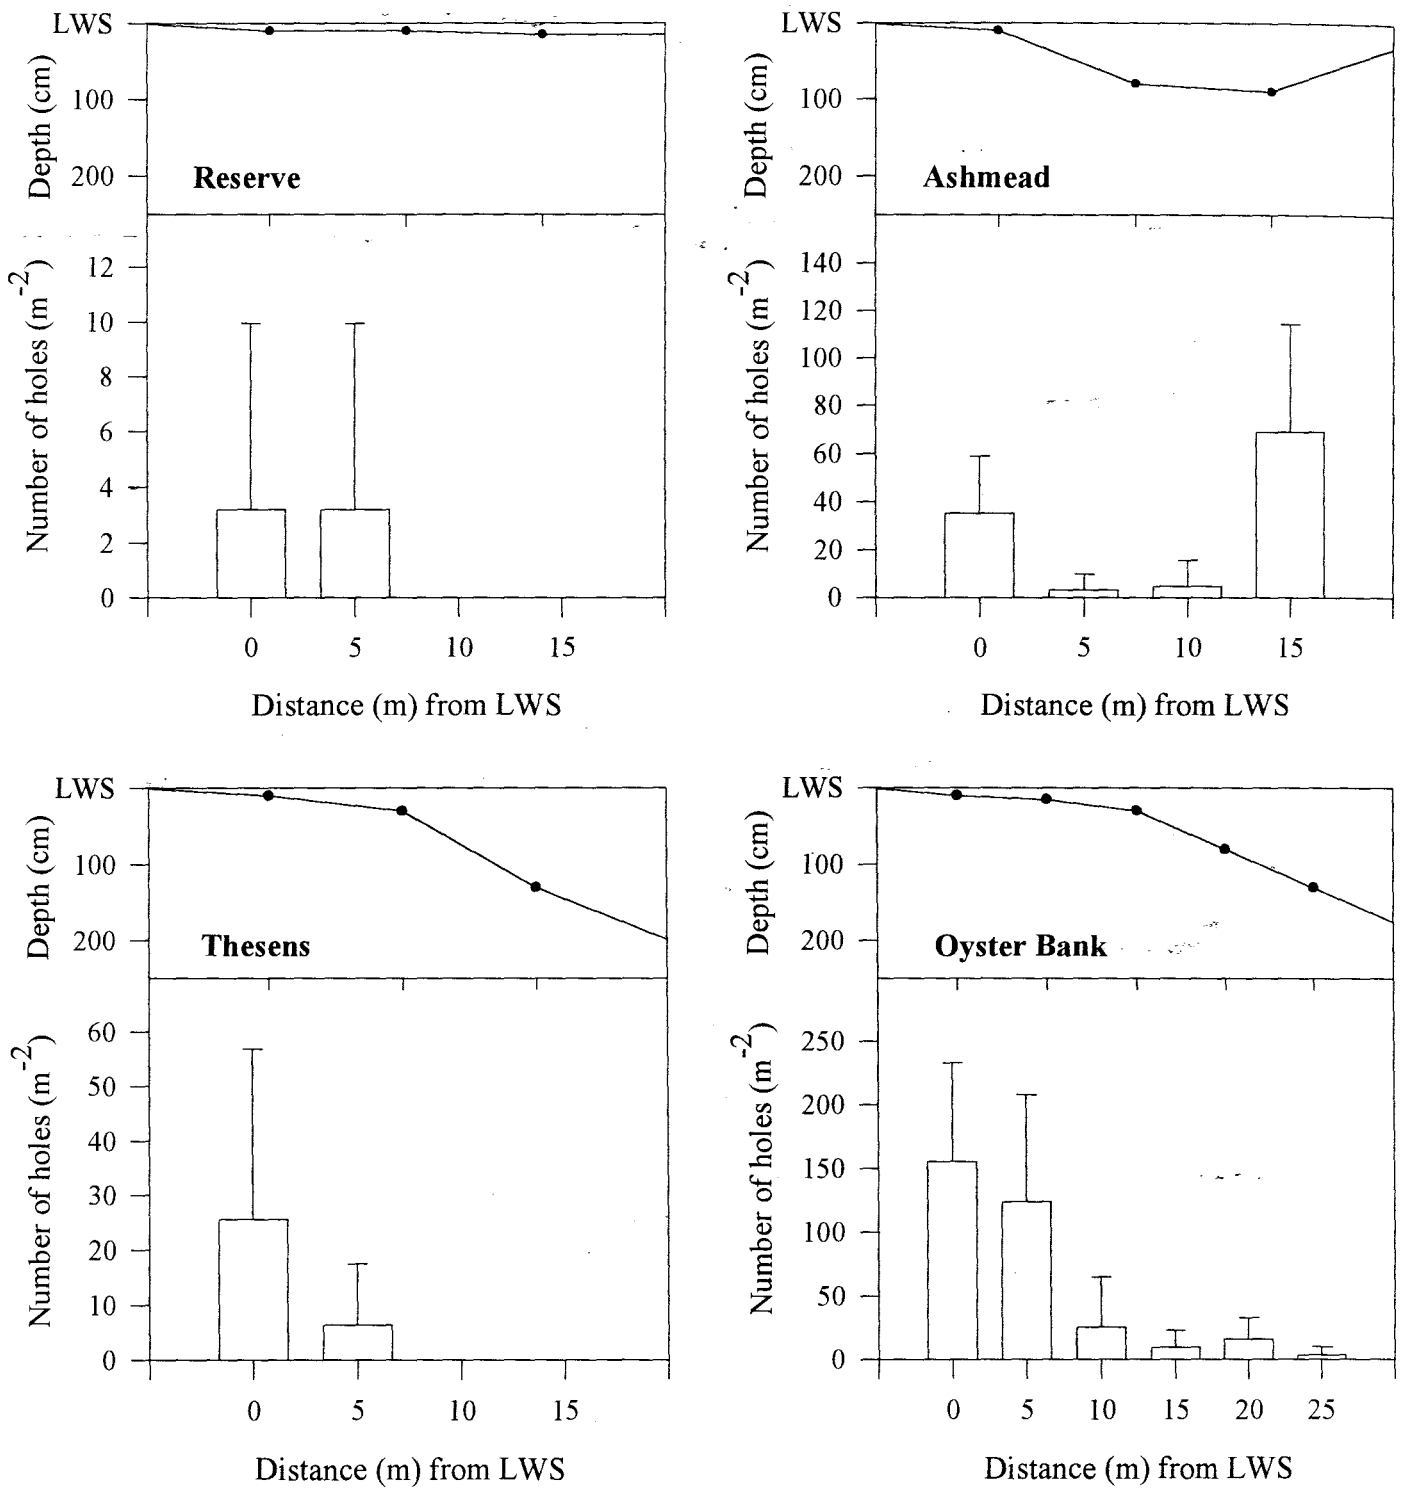 LWS
100
200
Depth (cm)
Reserve
12
10
8
6
4
2
0
Number of holes (m-2)
0 5 10 15
Distance (m) from LWS
LWS
100
200
Depth (cm)
Ashmead
140
120
100
80
60
40
20
0
Number of holes (m-2)
0 5 10 15
Distance (m) from LWS
LWS
100
200
Depth (cm)
Thesens
60
50
40
30
20
10
0
Number of holes (m-2)
0 5 10 15
Distance (m) from LWS
LWS
100
200
Depth (cm)
Oyster Bank
250
200
150
100
50
0
Number of holes (m-2)
0 5 10 15 20 25
Distance (m) from LWS